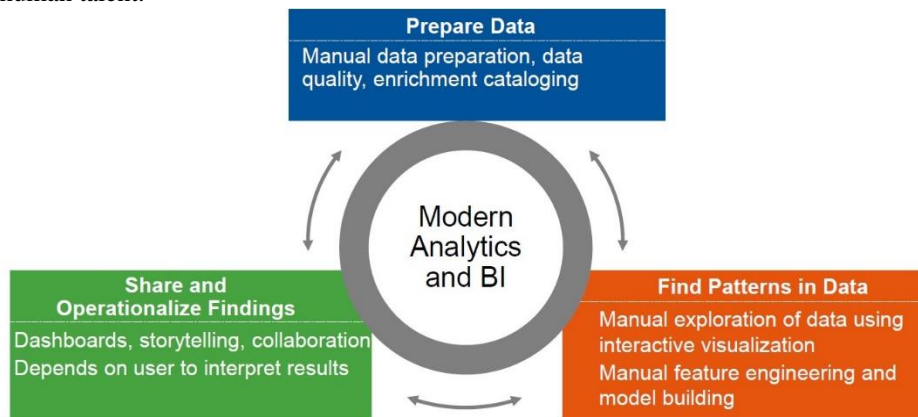 human talent.
Prepare Data
Manual data preparation, data
quality, enrichment cataloging
Modern
Analytics
and BI
Share and
Operationalize Findings
Dashboards, storytelling, collaboration
Depends on user to interpret results
Find Patterns in Data
Manual exploration of data using
interactive visualization
Manual feature engineering and
model building